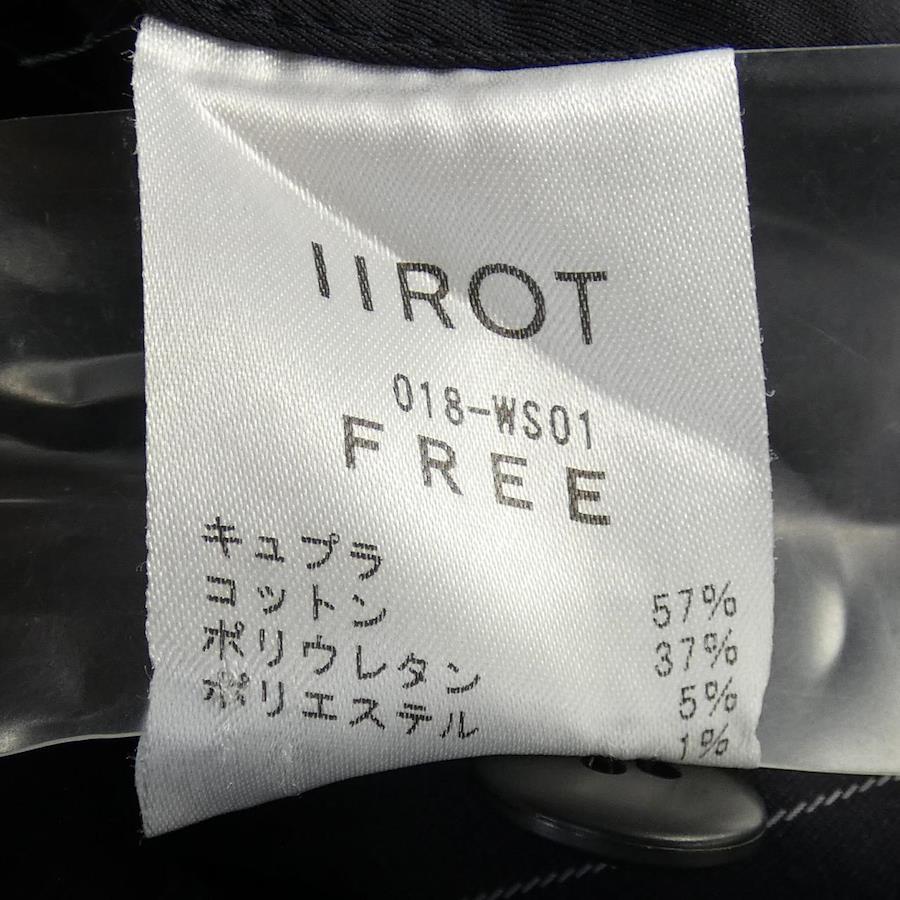 IIROT
018-WS01
FREE
キュプラ 57%
コットン 37%
ポリウレタン 5%
ポリエステル 1%